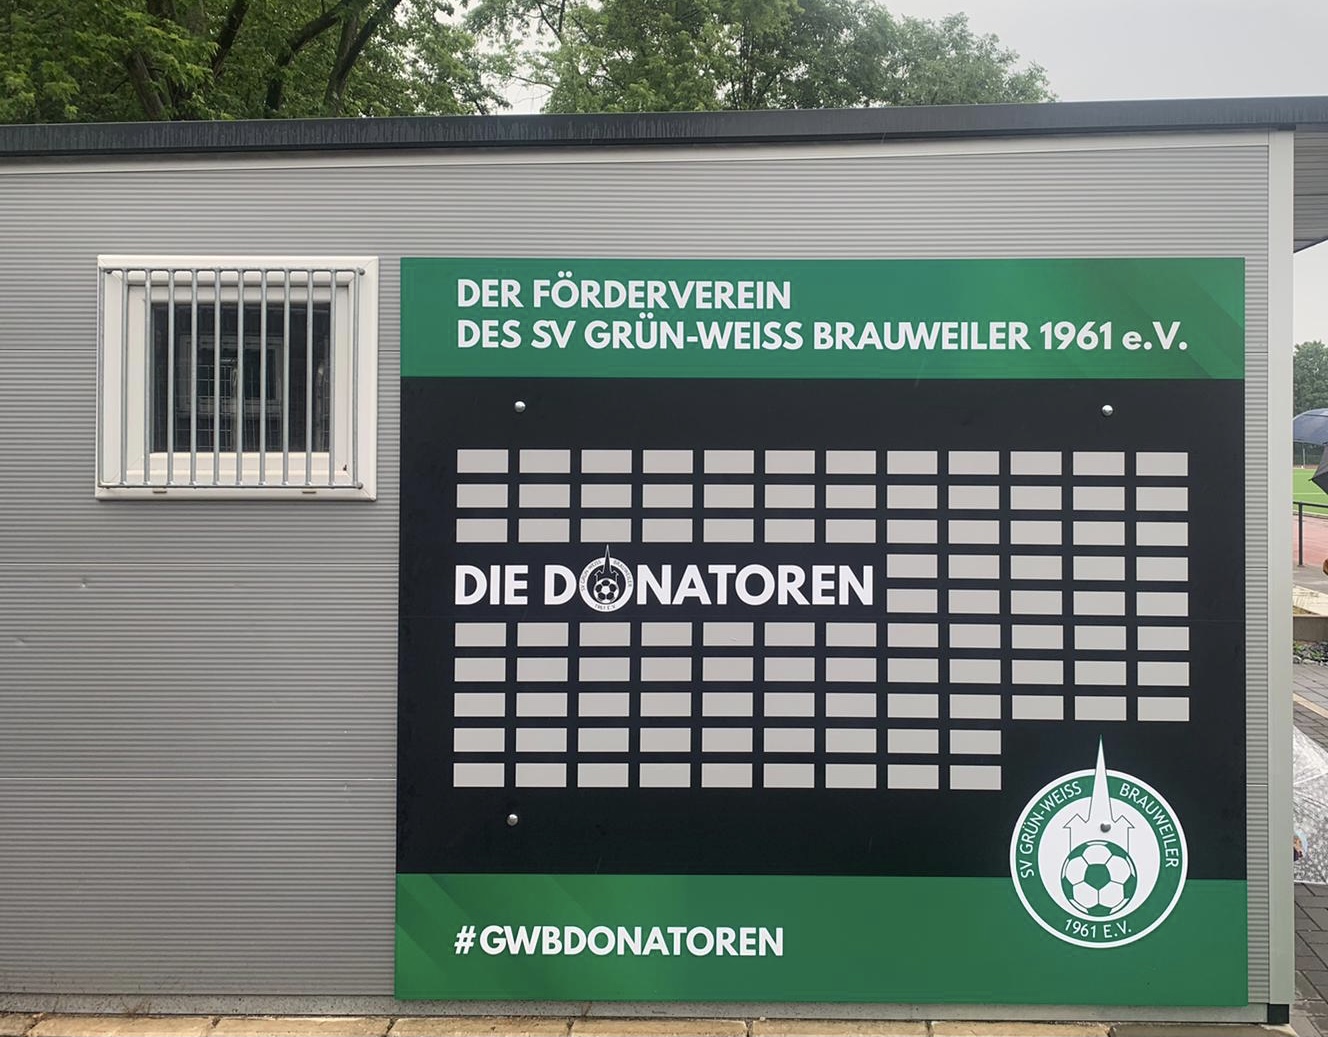 DER FÖRDERVEREIN
DES SV GRÜN-WEISS BRAUWEILER 1961 e.V.
DIE DONATOREN
SV GRÜN-WEISS BRAUWEILER
1961 E.V.
#GWBDONATOREN